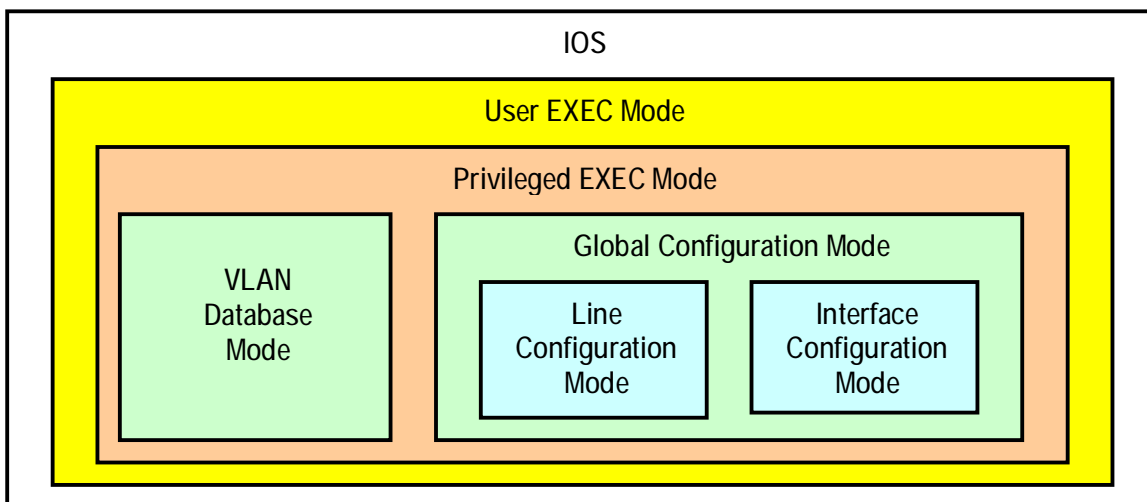 IOS
User EXEC Mode
Privileged EXEC Mode
VLAN
Database
Mode
Global Configuration Mode
Line
Configuration
Mode
Interface
Configuration
Mode